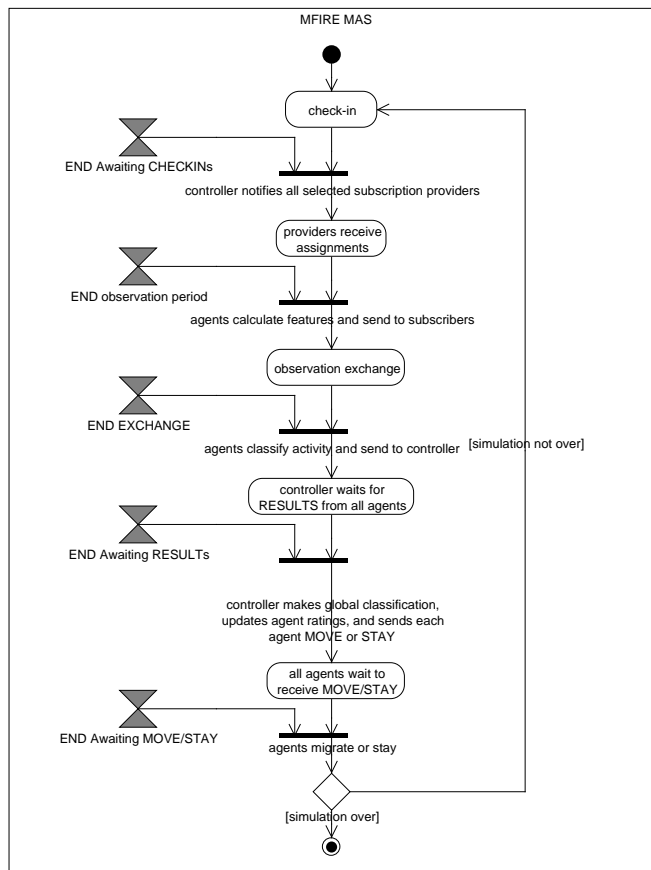 MFIRE MAS
check-in
END Awaiting CHECKINs
controller notifies all selected subscription providers
providers receive
assignments
END observation period
agents calculate features and send to subscribers
observation exchange
END EXCHANGE
agents classify activity and send to controller
[simulation not over]
controller waits for
RESULTS from all agents
END Awaiting RESULTs
controller makes global classification,
updates agent ratings, and sends each
agent MOVE or STAY
all agents wait to
receive MOVE/STAY
END Awaiting MOVE/STAY
agents migrate or stay
[simulation over]